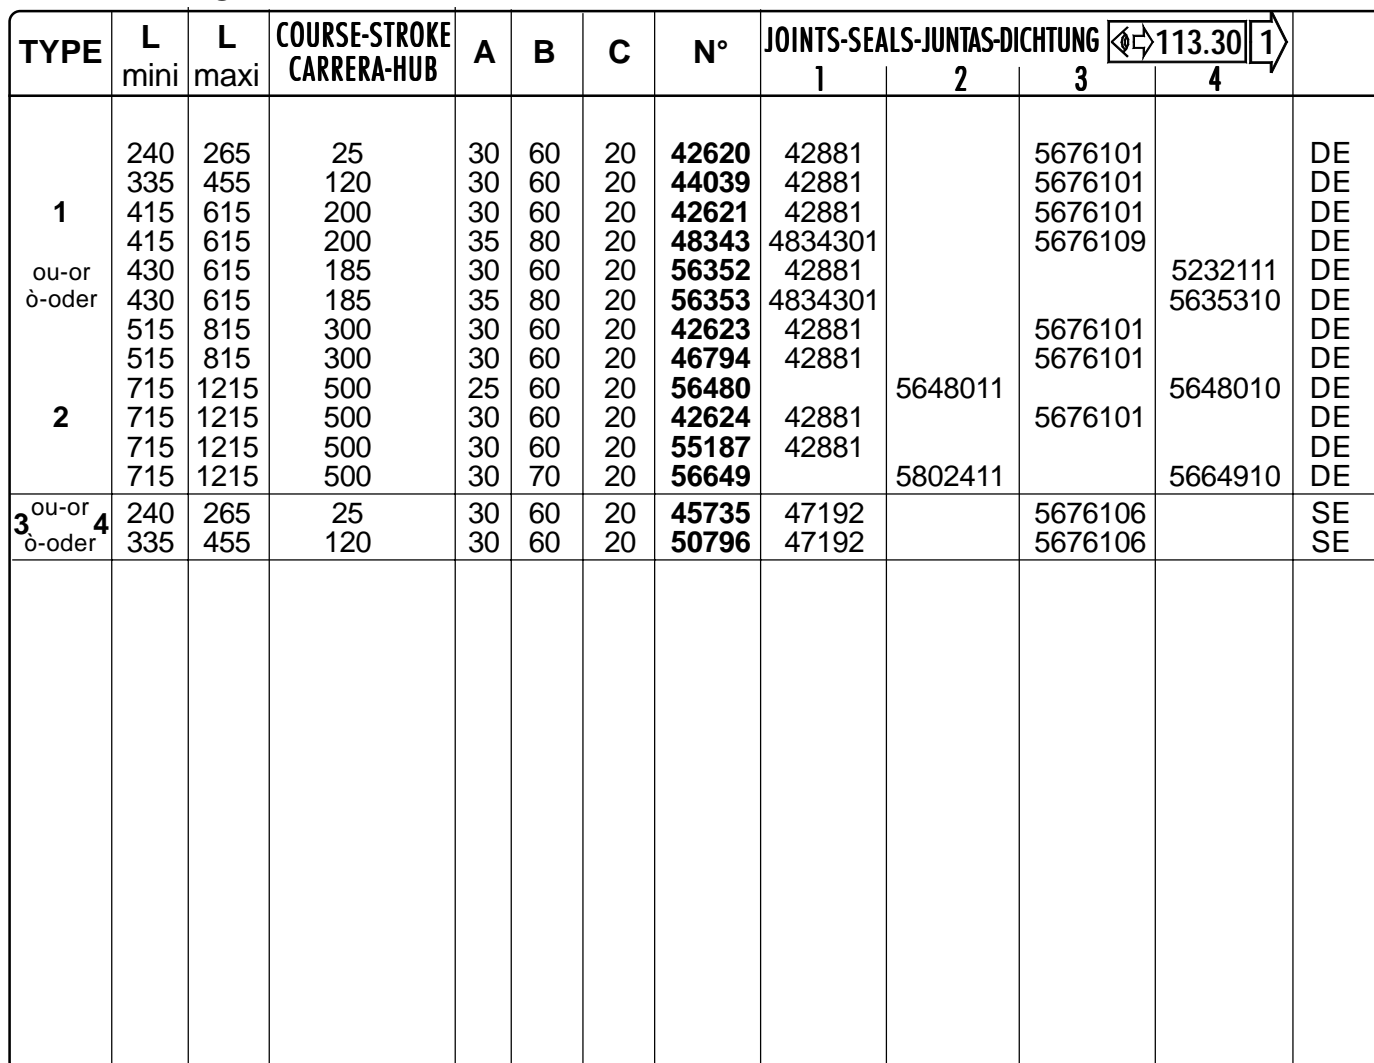 TYPE L mini L maxi COURSE-STROKE CARRERA-HUB A B C N° JOINTS-SEALS-JUNTAS-DICHTUNG 113.30 1
1 2 3 4
240 265 25 30 60 20 42620 42881 5676101 DE
335 455 120 30 60 20 44039 42881 5676101 DE
1 415 615 200 30 60 20 42621 42881 5676101 DE
415 615 200 35 80 20 48343 4834301 5676109 DE
ou-or 430 615 185 30 60 20 56352 42881 5232111 DE
ò-oder 430 615 185 35 80 20 56353 4834301 5635310 DE
515 815 300 30 60 20 42623 42881 5676101 DE
515 815 300 30 60 20 46794 42881 5676101 DE
715 1215 500 25 60 20 56480 5648011 5648010 DE
2 715 1215 500 30 60 20 42624 42881 5676101 DE
715 1215 500 30 60 20 55187 42881 DE
715 1215 500 30 70 20 56649 5802411 5664910 DE
3 ou-or 4 240 265 25 30 60 20 45735 47192 5676106 SE
ò-oder 335 455 120 30 60 20 50796 47192 5676106 SE